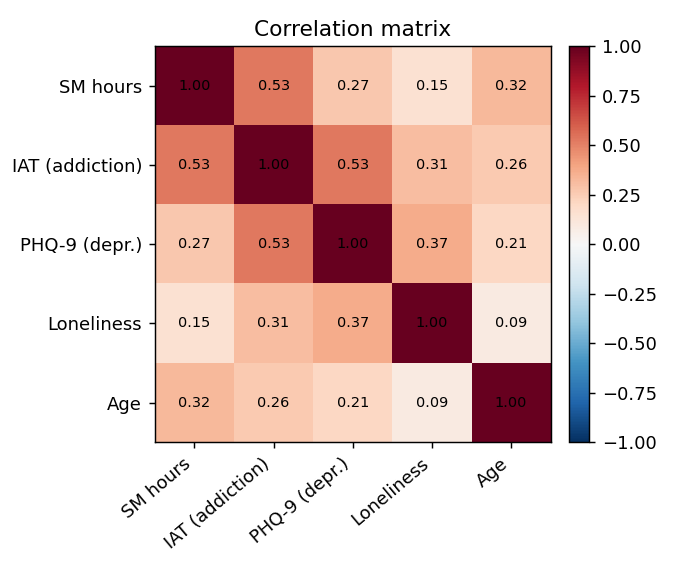 Correlation matrix
SM hours 1.00 0.53 0.27 0.15 0.32
IAT (addiction) 0.53 1.00 0.53 0.31 0.26
PHQ-9 (depr.) 0.27 0.53 1.00 0.37 0.21
Loneliness 0.15 0.31 0.37 1.00 0.09
Age 0.32 0.26 0.21 0.09 1.00
SM hours
IAT (addiction)
PHQ-9 (depr.)
Loneliness
Age
1.00
0.75
0.50
0.25
0.00
−0.25
−0.50
−0.75
−1.00